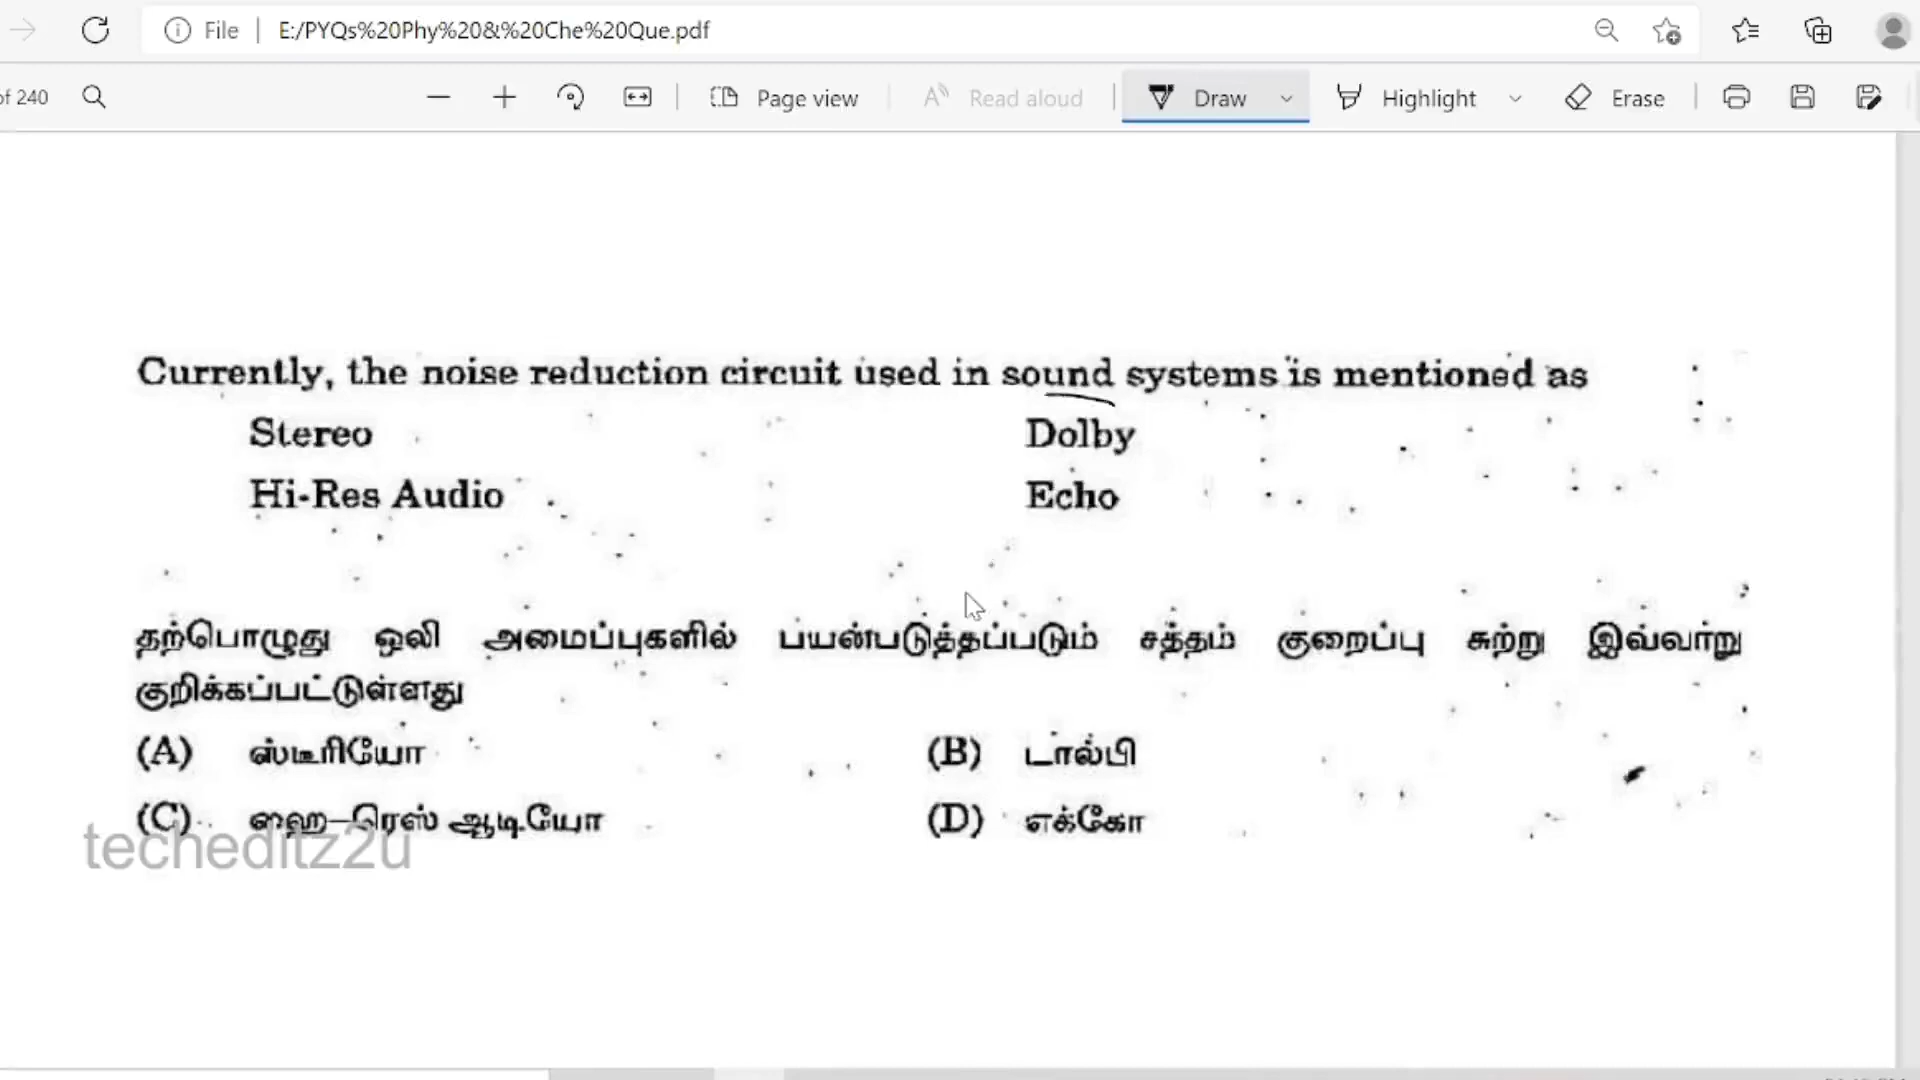 File
E:/PYQs%20Phy%20&%20Che%20Que.pdf
of 240
Page view
Read aloud
Draw
Highlight
Erase
Currently, the noise reduction circuit used in sound systems is mentioned as
Stereo Dolby
Hi-Res Audio Echo
தற்பொழுது ஒலி அமைப்புகளில் பயன்படுத்தப்படும் சத்தம் குறைப்பு சுற்று இவ்வாறு
குறிக்கப்பட்டுள்ளது
(A) ஸ்டீரியோ (B) டால்பி
(C) ஹை–ரெஸ் ஆடியோ (D) எக்கோ
techeditz2u